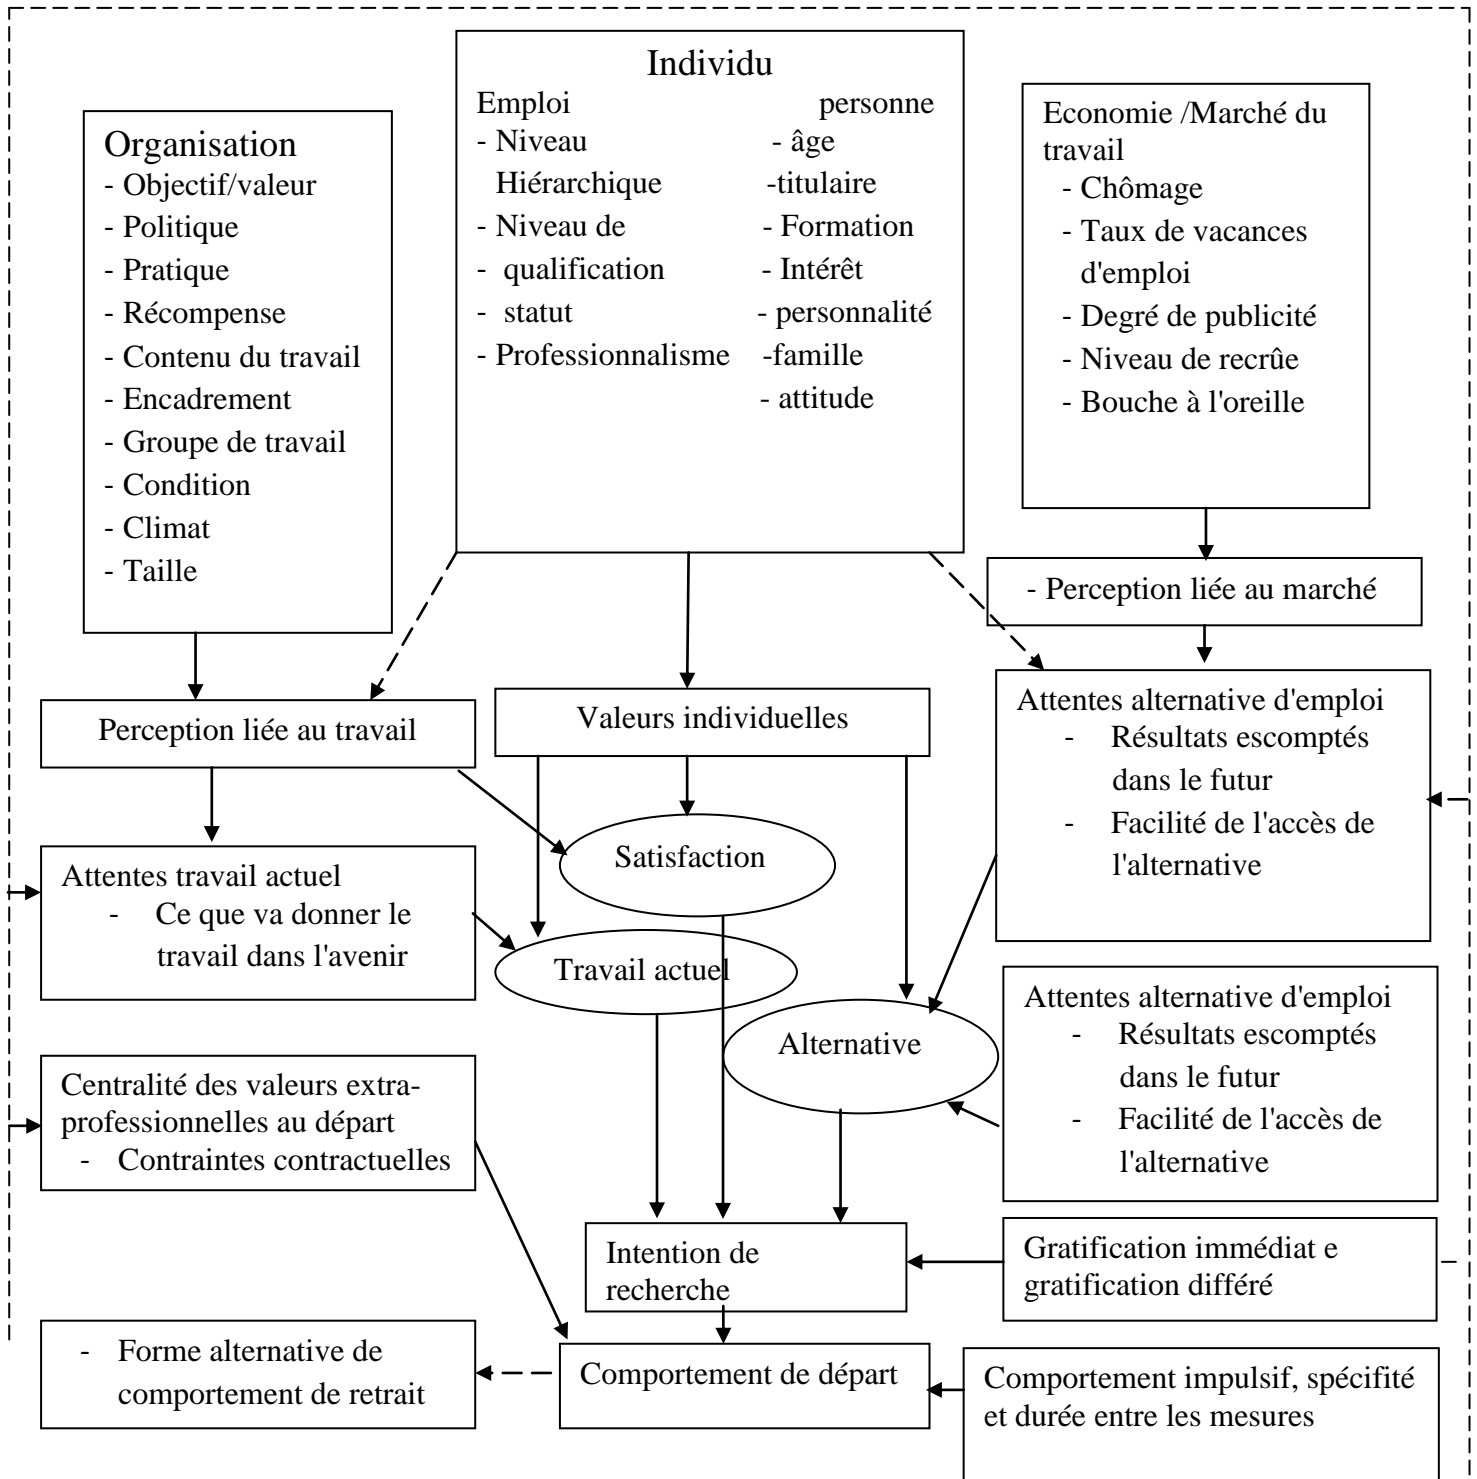 Individu
Emploi personne
- Niveau - âge
Hiérarchique -titulaire
- Niveau de - Formation
- qualification - Intérêt
- statut - personnalité
- Professionnalisme -famille
- attitude
Organisation
- Objectif/valeur
- Politique
- Pratique
- Récompense
- Contenu du travail
- Encadrement
- Groupe de travail
- Condition
- Climat
- Taille
Economie /Marché du
travail
- Chômage
- Taux de vacances
d'emploi
- Degré de publicité
- Niveau de recrûe
- Bouche à l'oreille
- Perception liée au marché
Perception liée au travail
Valeurs individuelles
Attentes alternative d'emploi
- Résultats escomptés
dans le futur
- Facilité de l'accès de
l'alternative
Satisfaction
Attentes travail actuel
- Ce que va donner le
travail dans l'avenir
Travail actuel
Alternative
Attentes alternative d'emploi
- Résultats escomptés
dans le futur
- Facilité de l'accès de
l'alternative
Centralité des valeurs extra-
professionnelles au départ
- Contraintes contractuelles
Intention de
recherche
Gratification immédiat e
gratification différé
- Forme alternative de
comportement de retrait
Comportement de départ
Comportement impulsif, spécifité
et durée entre les mesures